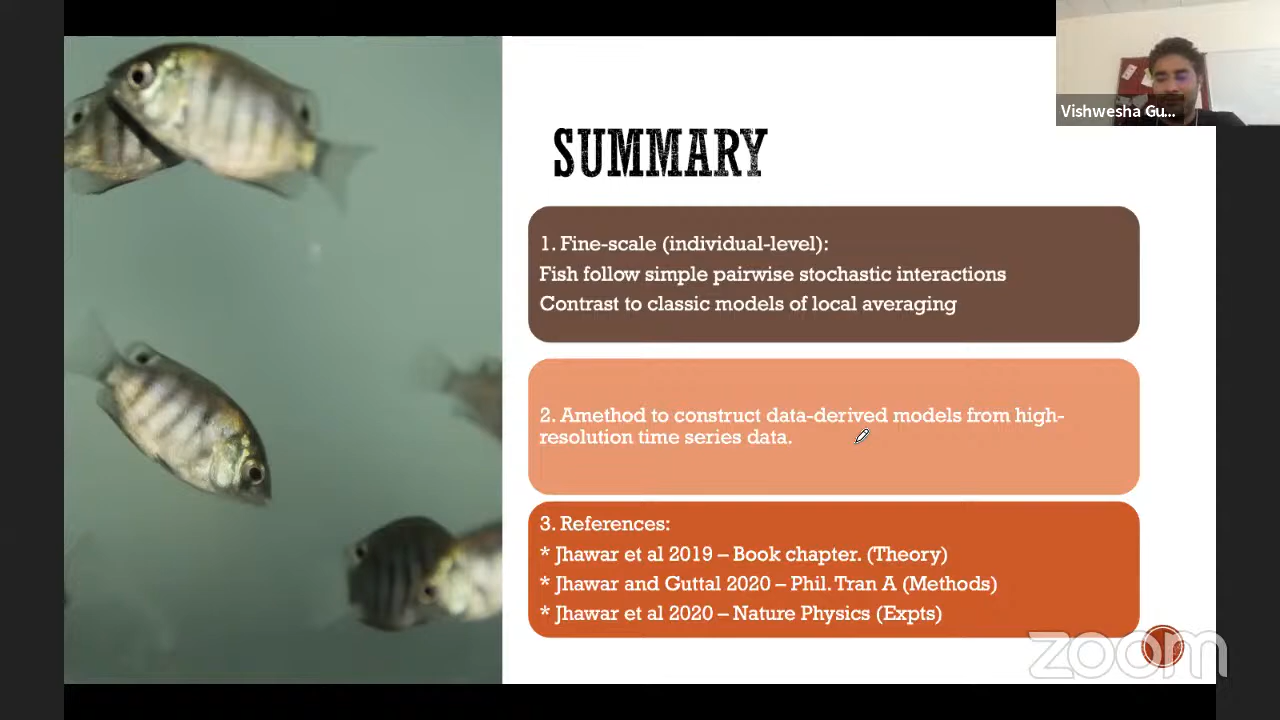 Vishwesha Gu...
SUMMARY
1. Fine-scale (individual-level):
Fish follow simple pairwise stochastic interactions
Contrast to classic models of local averaging
2. Amethod to construct data-derived models from high-
resolution time series data.
3. References:
* Jhawar et al 2019 – Book chapter. (Theory)
* Jhawar and Guttal 2020 – Phil. Tran A (Methods)
* Jhawar et al 2020 – Nature Physics (Expts)
zoom